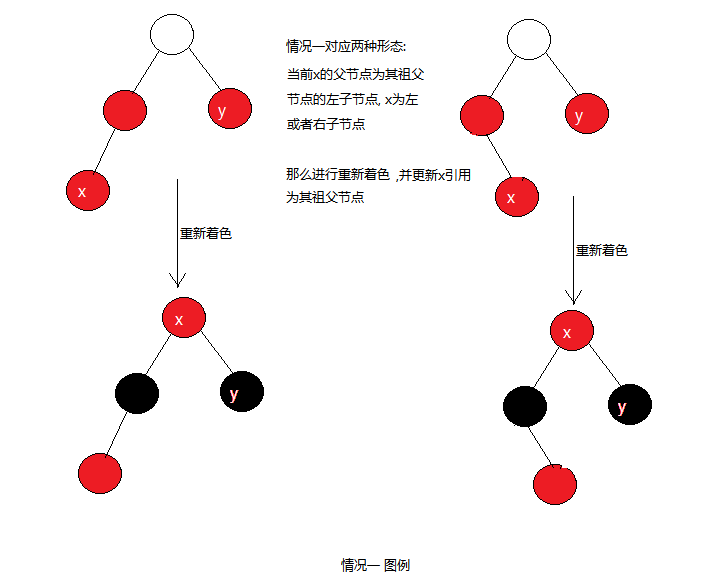 情况一对应两种形态:
当前x的父节点为其祖父
节点的左子节点, x为左
或者右子节点
那么进行重新着色 ,并更新x引用
为其祖父节点
y
x
y
x
重新着色
重新着色
x
y
x
y
情况一 图例